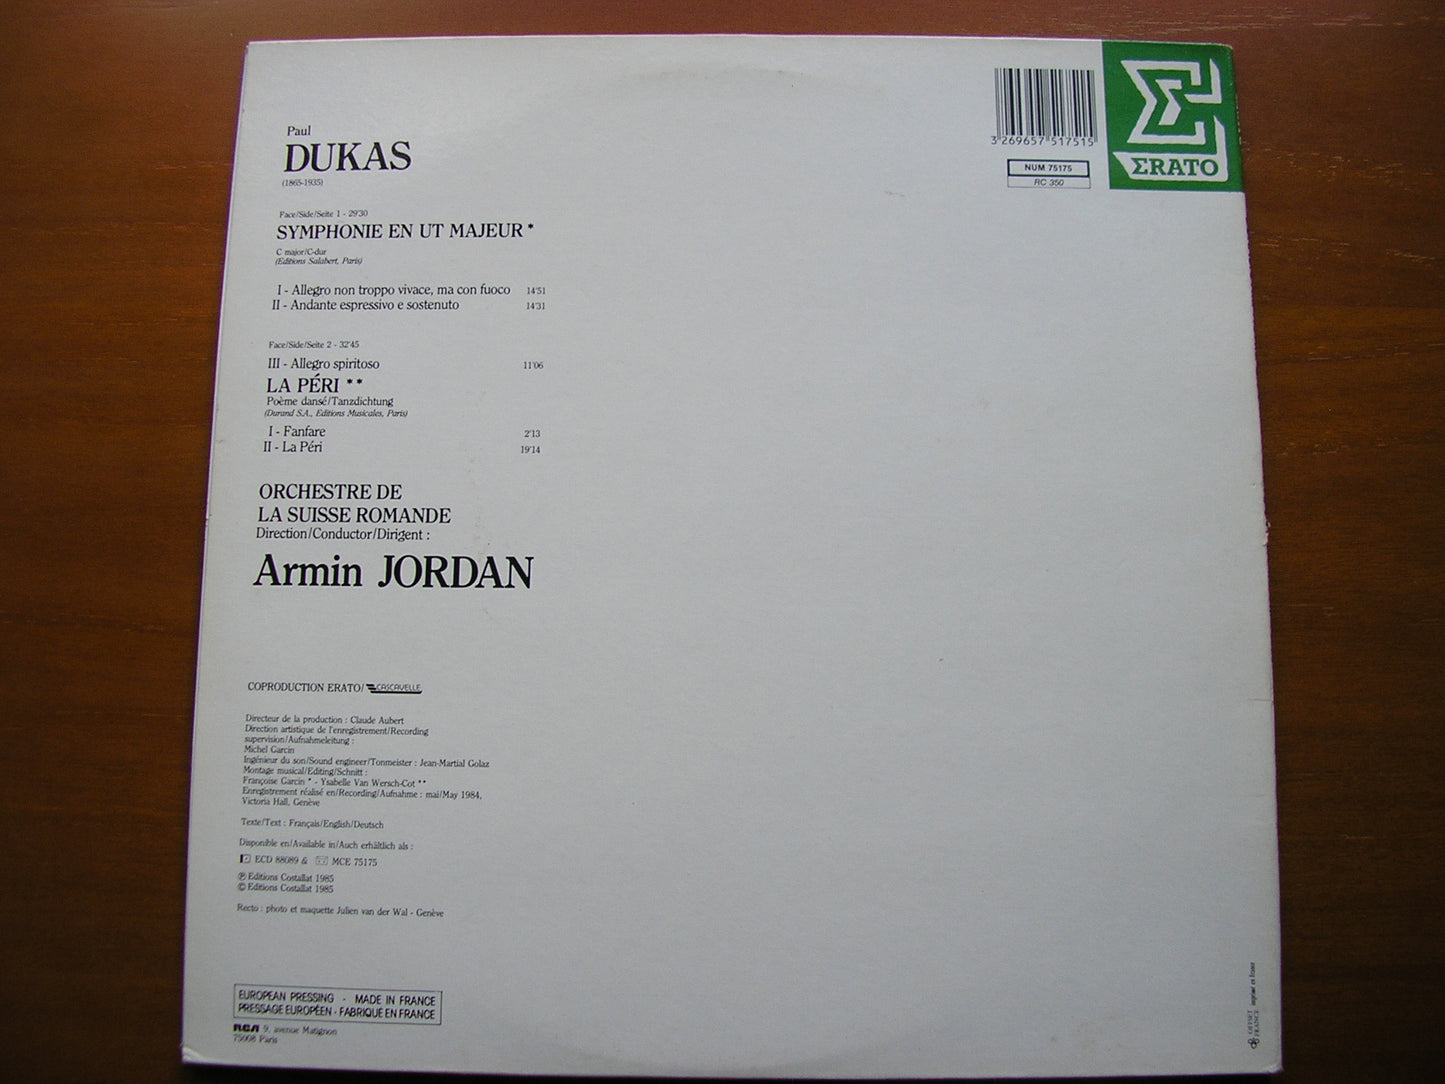 Paul
DUKAS
(1865-1935)
Face/Side/Seite 1 - 29'30
SYMPHONIE EN UT MAJEUR *
C major/C-dur
(Editions Salabert, Paris)
I - Allegro non troppo vivace, ma con fuoco 14'51
II - Andante espressivo e sostenuto 14'31
Face/Side/Seite 2 - 32'45
III - Allegro spiritoso 11'06
LA PÉRI **
Poème dansé/Tanzdichtung
(Durand S.A., Editions Musicales, Paris)
I - Fanfare 2'13
II - La Péri 19'14
ORCHESTRE DE
LA SUISSE ROMANDE
Direction/Conductor/Dirigent :
Armin JORDAN
COPRODUCTION ERATO/ CASCAVELLE
Directeur de la production : Claude Aubert
Direction artistique de l'enregistrement/Recording
supervision/Aufnahmeleitung :
Michel Garcin
Ingénieur du son/Sound engineer/Tonmeister : Jean-Martial Golaz
Montage musical/Editing/Schnitt :
Françoise Garcin * - Ysabelle Van Wersch-Cot **
Enregistrement réalisé en/Recording/Aufnahme : mai/May 1984,
Victoria Hall, Genève
Texte/Text : Français/English/Deutsch
Disponible en/Available in/Auch erhältlich als :
ECD 88089 & MCE 75175
℗ Editions Costallat 1985
© Editions Costallat 1985
Recto : photo et maquette Julien van der Wal - Genève
EUROPEAN PRESSING - MADE IN FRANCE
PRESSAGE EUROPÉEN - FABRIQUÉ EN FRANCE
RCA 9, avenue Matignon
75008 Paris
3 269657 517515
NUM 75175
RC 350
ERATO
OFFSET
FRANCE imprimé en france